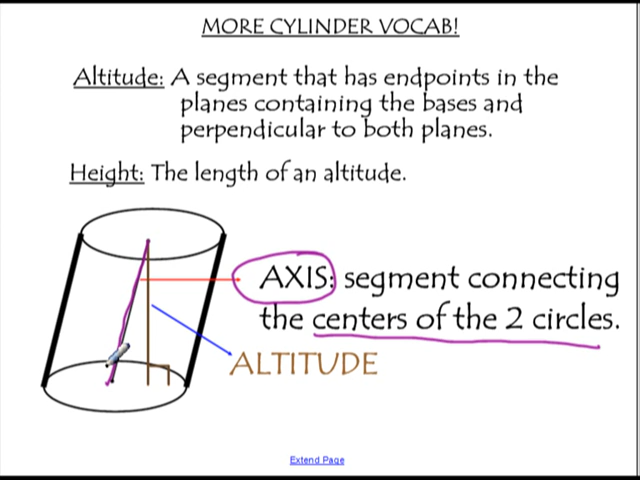 MORE CYLINDER VOCAB!
Altitude: A segment that has endpoints in the
planes containing the bases and
perpendicular to both planes.
Height: The length of an altitude.
AXIS: segment connecting
the centers of the 2 circles.
ALTITUDE
Extend Page